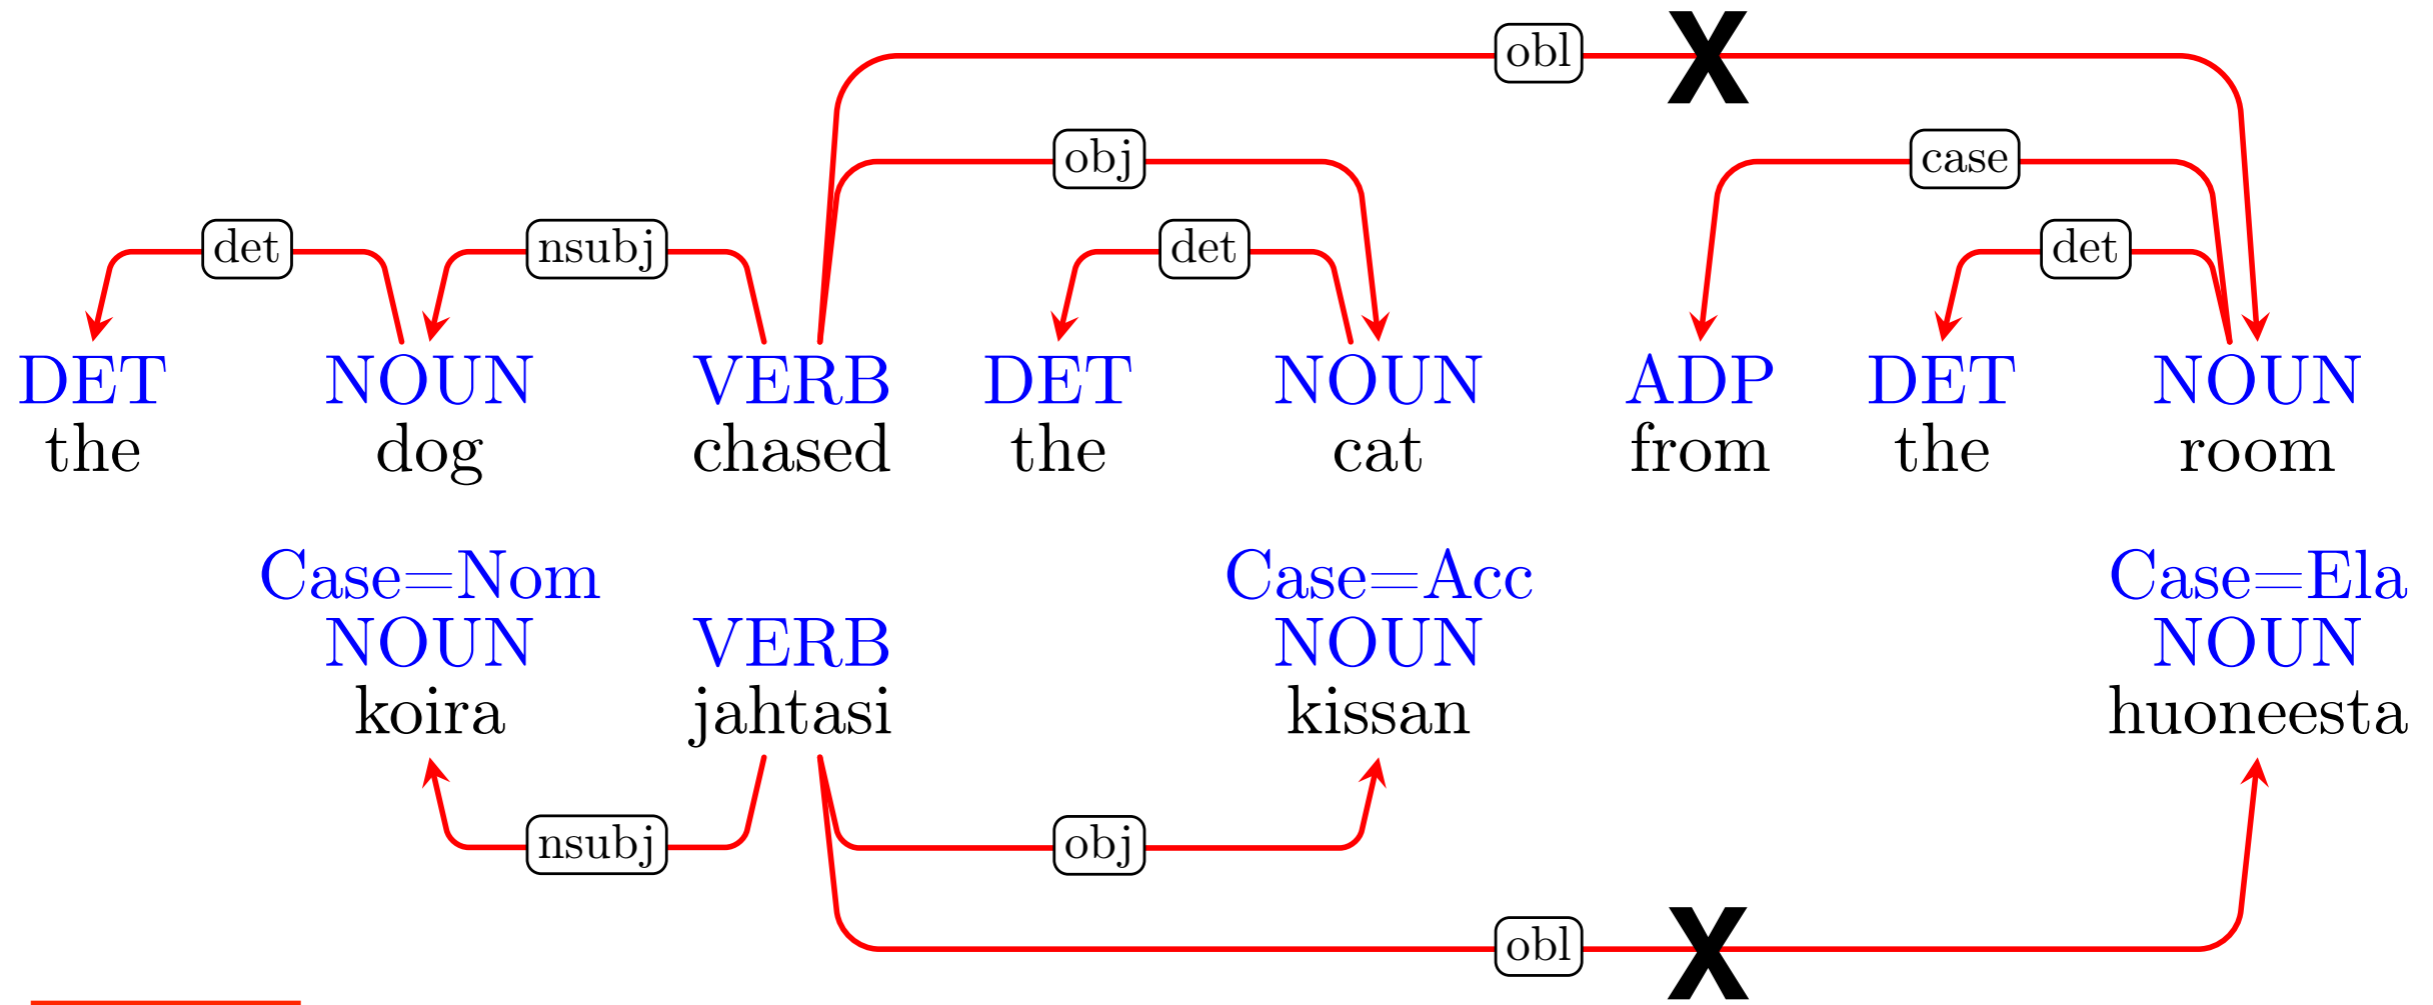 obl X
obj case
det nsubj det det
DET NOUN VERB DET NOUN ADP DET NOUN
the dog chased the cat from the room
Case=Nom Case=Acc Case=Ela
NOUN VERB NOUN NOUN
koira jahtasi kissan huoneesta
nsubj obj
obl X